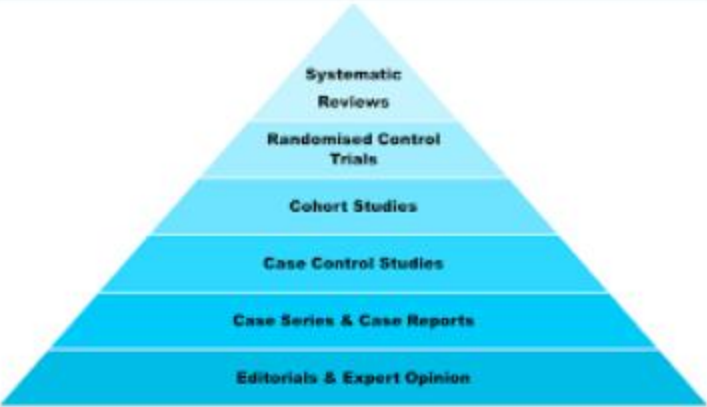 Systematic
Reviews
Randomised Control
Trials
Cohort Studies
Case Control Studies
Case Series & Case Reports
Editorials & Expert Opinion